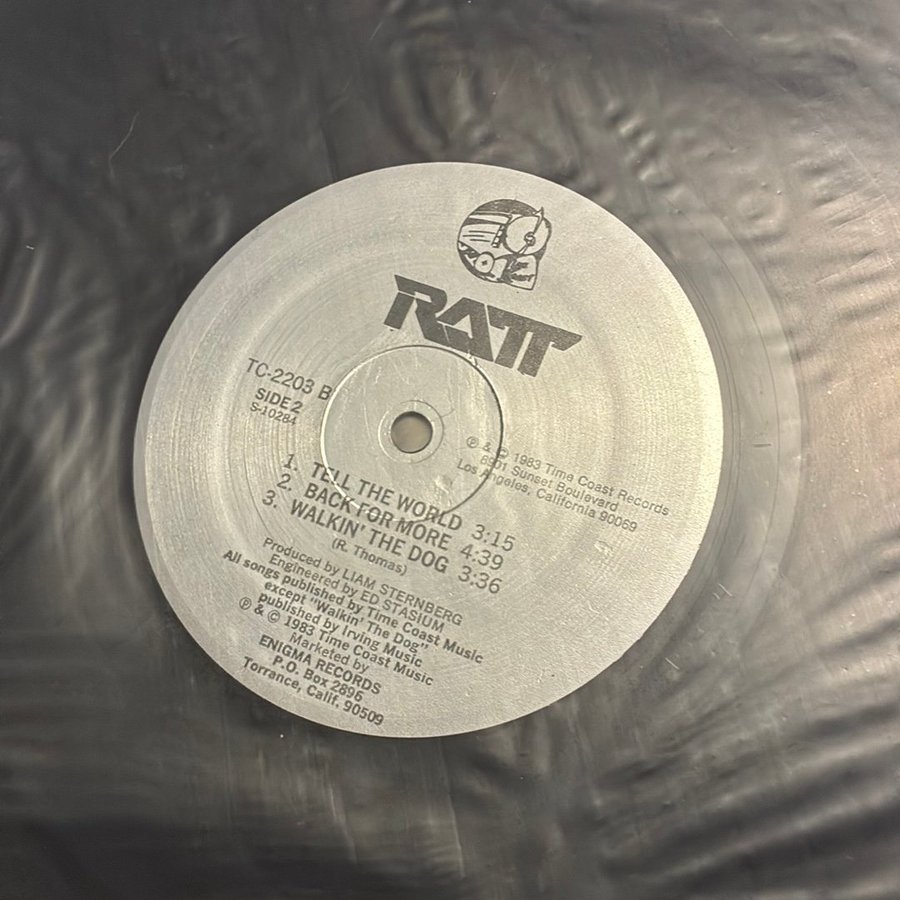 RATT
TC-2203 B
SIDE 2
S-10284
℗ & © 1983 Time Coast Records
8901 Sunset Boulevard
Los Angeles, California 90069
1. TELL THE WORLD 3:15
2. BACK FOR MORE 4:39
3. WALKIN' THE DOG 3:36
(R. Thomas)
Produced by LIAM STERNBERG
Engineered by ED STASIUM
All songs published by Time Coast Music
except "Walkin' The Dog"
published by Irving Music
℗ & © 1983 Time Coast Music
Marketed by
ENIGMA RECORDS
P.O. Box 2896
Torrance, Calif. 90509